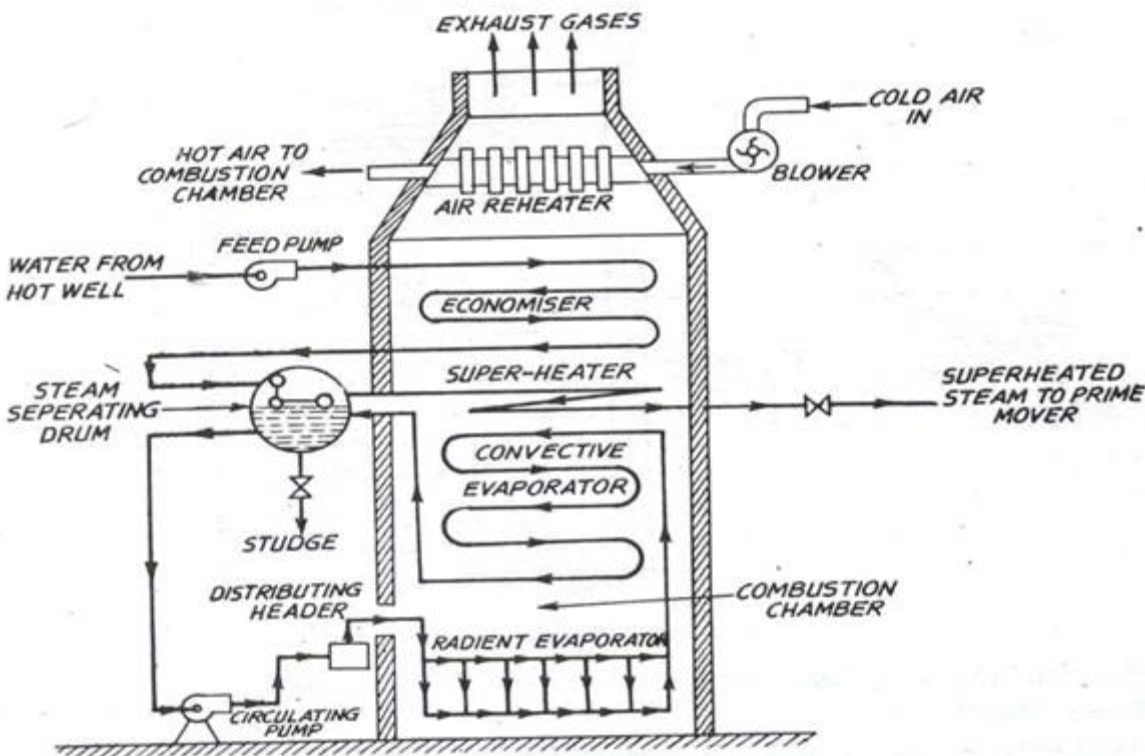 EXHAUST GASES
COLD AIR
IN
HOT AIR TO
COMBUSTION
CHAMBER
BLOWER
AIR REHEATER
FEED PUMP
WATER FROM
HOT WELL
ECONOMISER
STEAM
SEPERATING
DRUM
SUPER-HEATER
SUPERHEATED
STEAM TO PRIME
MOVER
CONVECTIVE
EVAPORATOR
STUDGE
DISTRIBUTING
HEADER
COMBUSTION
CHAMBER
RADIENT EVAPORATOR
CIRCULATING
PUMP